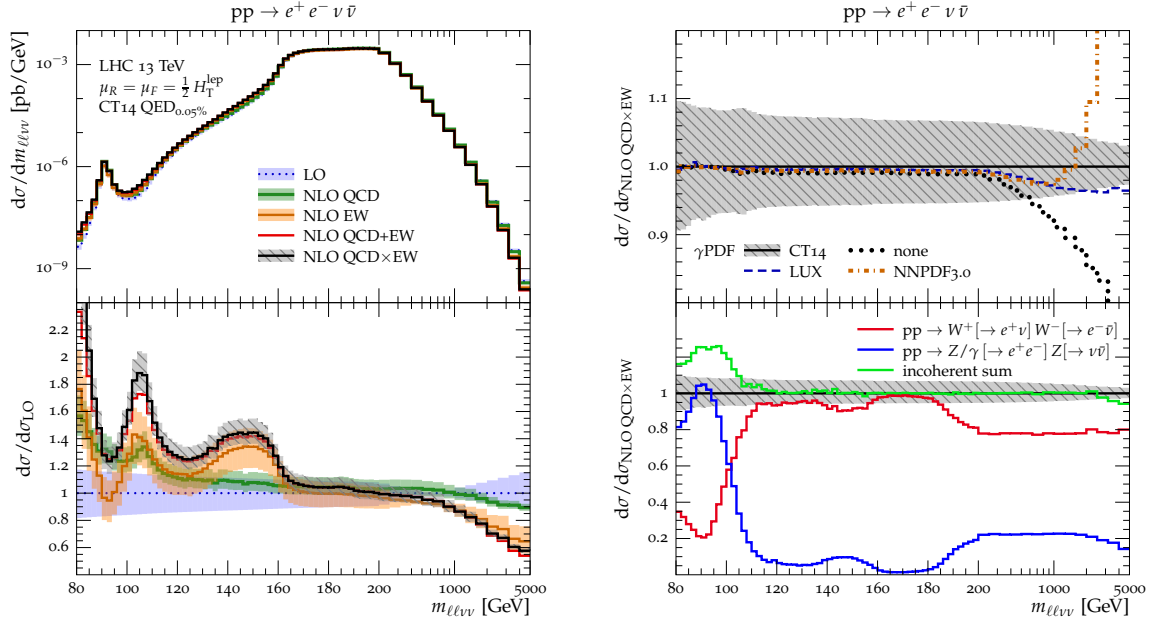 pp → e⁺ e⁻ ν ν̄
dσ/dm_ℓℓνν [pb/GeV]
10⁻³
10⁻⁶
10⁻⁹
LHC 13 TeV
μ_R = μ_F = ½ H_T^lep
CT14 QED_0.05%
LO
NLO QCD
NLO EW
NLO QCD+EW
NLO QCD×EW
dσ/dσ_LO
2.2
2
1.8
1.6
1.4
1.2
1
0.8
0.6
80 100 120 140 160 180 200 1000 5000
m_ℓℓνν [GeV]
pp → e⁺ e⁻ ν ν̄
dσ/dσ_NLO QCD×EW
1.1
1.0
0.9
γPDF CT14 none
LUX NNPDF3.0
dσ/dσ_NLO QCD×EW
1.2
1
0.8
0.6
0.4
0.2
pp → W⁺[→ e⁺ν] W⁻[→ e⁻ν̄]
pp → Z/γ [→ e⁺e⁻] Z[→ νν̄]
incoherent sum
80 100 120 140 160 180 200 1000 5000
m_ℓℓνν [GeV]